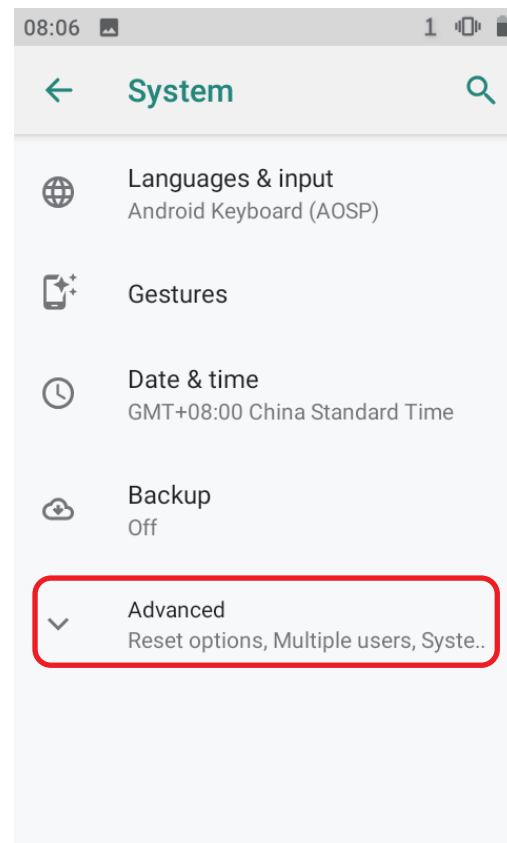 08:06 1
System
Languages & input
Android Keyboard (AOSP)
Gestures
Date & time
GMT+08:00 China Standard Time
Backup
Off
Advanced
Reset options, Multiple users, Syste..